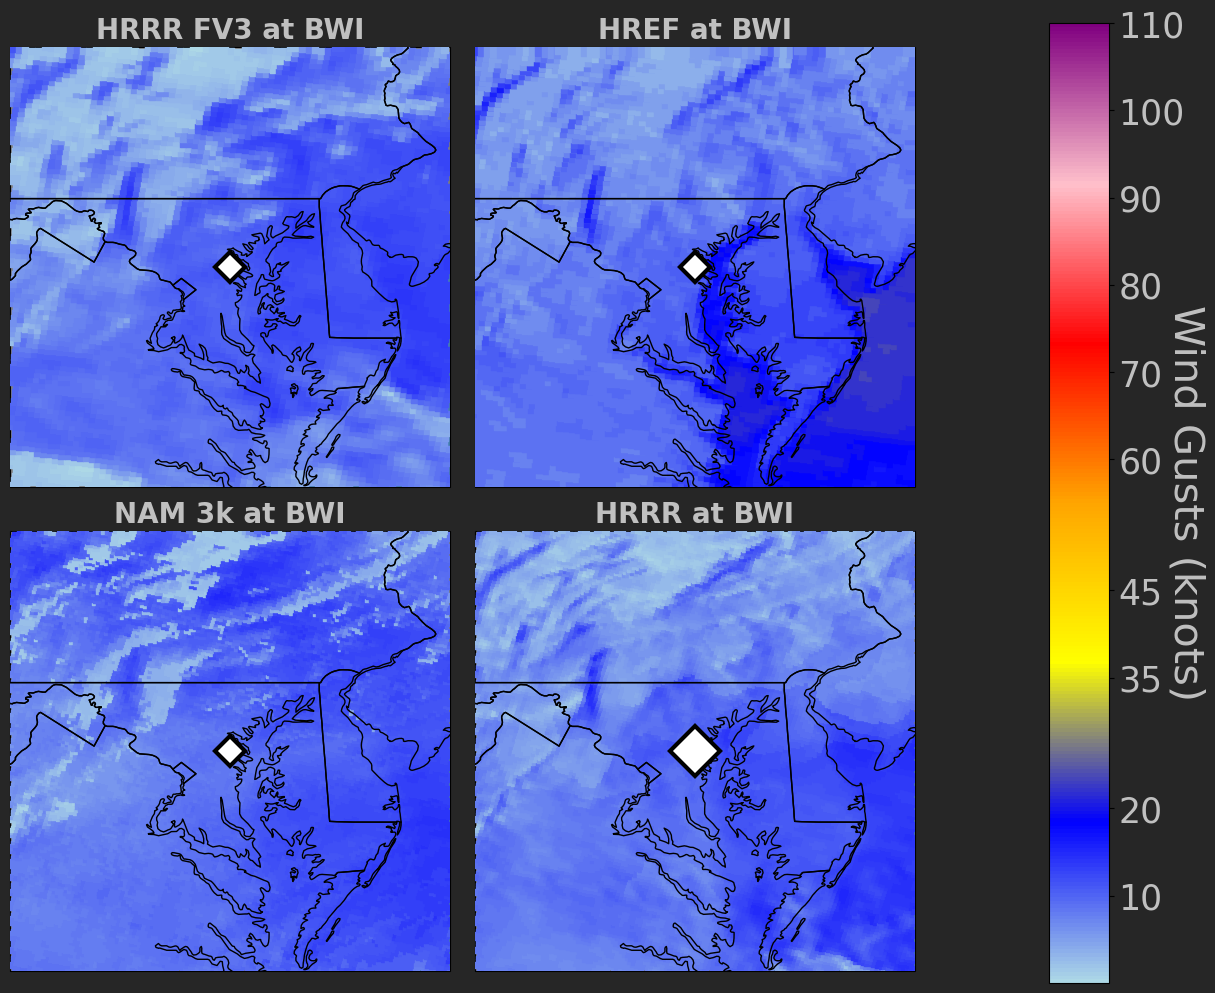 HRRR FV3 at BWI
HREF at BWI
NAM 3k at BWI
HRRR at BWI
110
100
90
80
70
60
45
35
20
10
Wind Gusts (knots)